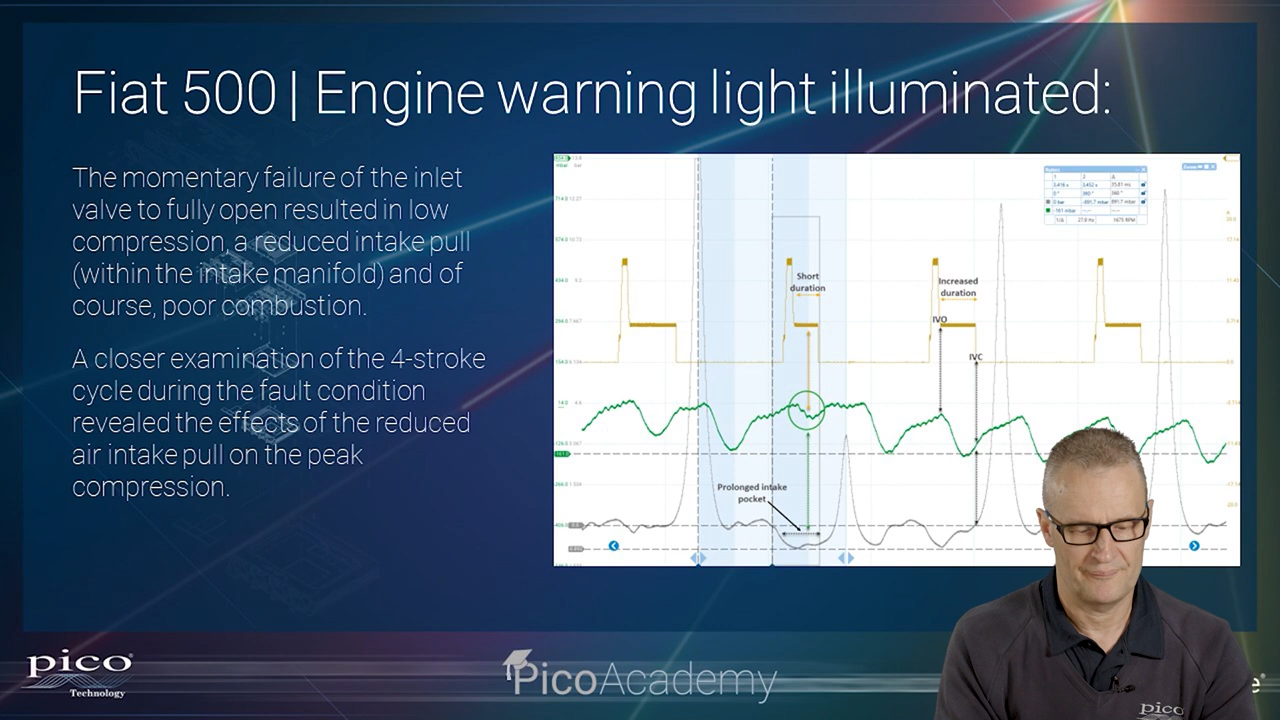 Fiat 500 | Engine warning light illuminated:
The momentary failure of the inlet
valve to fully open resulted in low
compression, a reduced intake pull
(within the intake manifold) and of
course, poor combustion.
A closer examination of the 4-stroke
cycle during the fault condition
revealed the effects of the reduced
air intake pull on the peak
compression.
Short
duration
Increased
duration
IVO
IVC
Prolonged intake
pocket
pico
Technology
PicoAcademy
pico